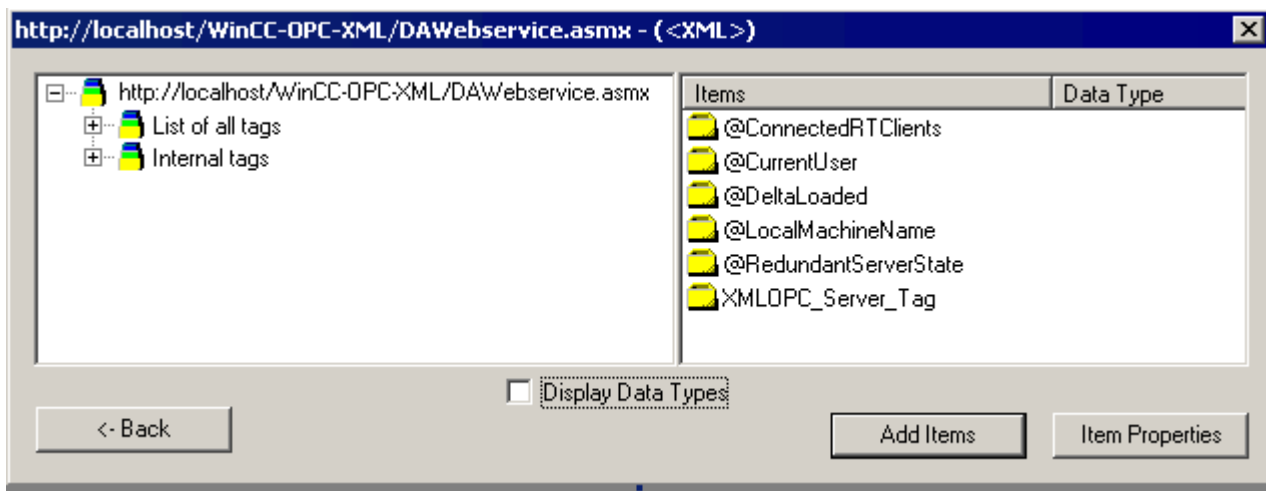 http://localhost/WinCC-OPC-XML/DAWebservice.asmx - (<XML>)
http://localhost/WinCC-OPC-XML/DAWebservice.asmx
List of all tags
Internal tags
Items Data Type
@ConnectedRTClients
@CurrentUser
@DeltaLoaded
@LocalMachineName
@RedundantServerState
XMLOPC_Server_Tag
Display Data Types
<- Back
Add Items
Item Properties